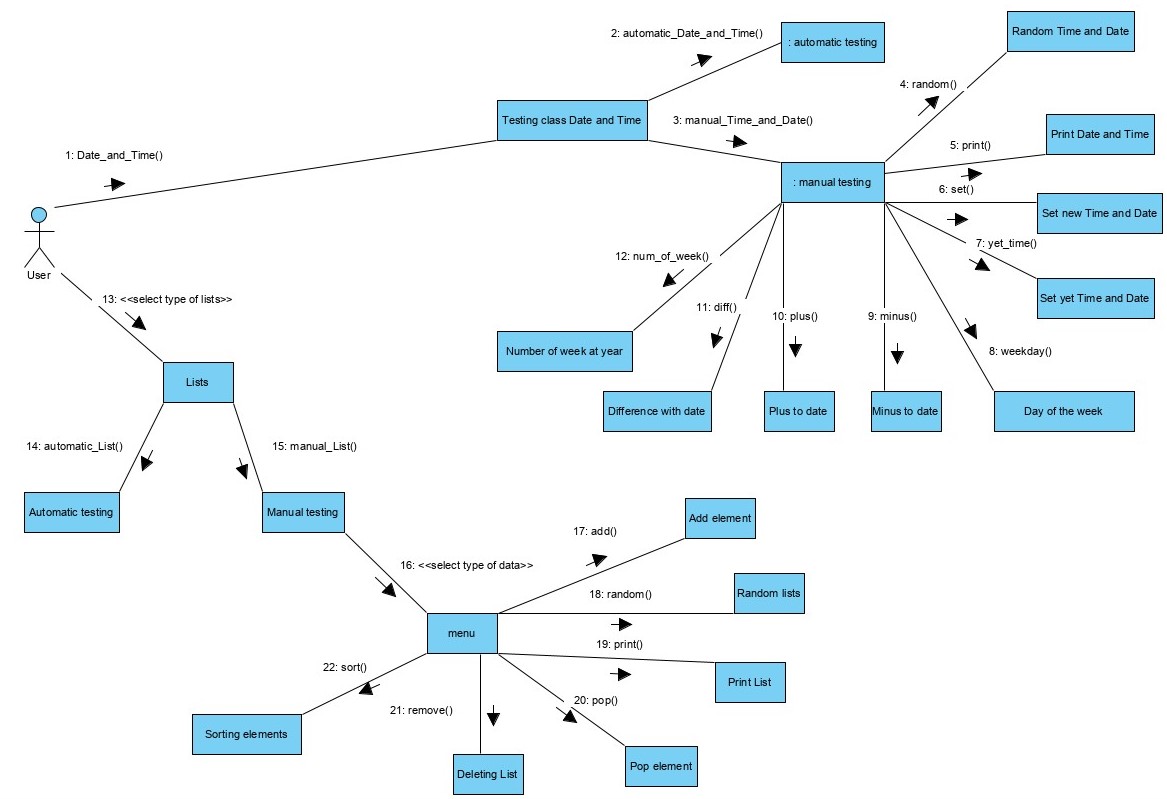 2: automatic_Date_and_Time()
: automatic testing
Random Time and Date
4: random()
Testing class Date and Time
3: manual_Time_and_Date()
Print Date and Time
5: print()
1: Date_and_Time()
: manual testing
6: set()
Set new Time and Date
7: yet_time()
User
12: num_of_week()
Set yet Time and Date
13: <<select type of lists>>
11: diff()
10: plus()
9: minus()
8: weekday()
Number of week at year
Lists
Difference with date
Plus to date
Minus to date
Day of the week
14: automatic_List()
15: manual_List()
Automatic testing
Manual testing
Add element
17: add()
16: <<select type of data>>
18: random()
Random lists
menu
19: print()
22: sort()
Print List
20: pop()
21: remove()
Sorting elements
Pop element
Deleting List